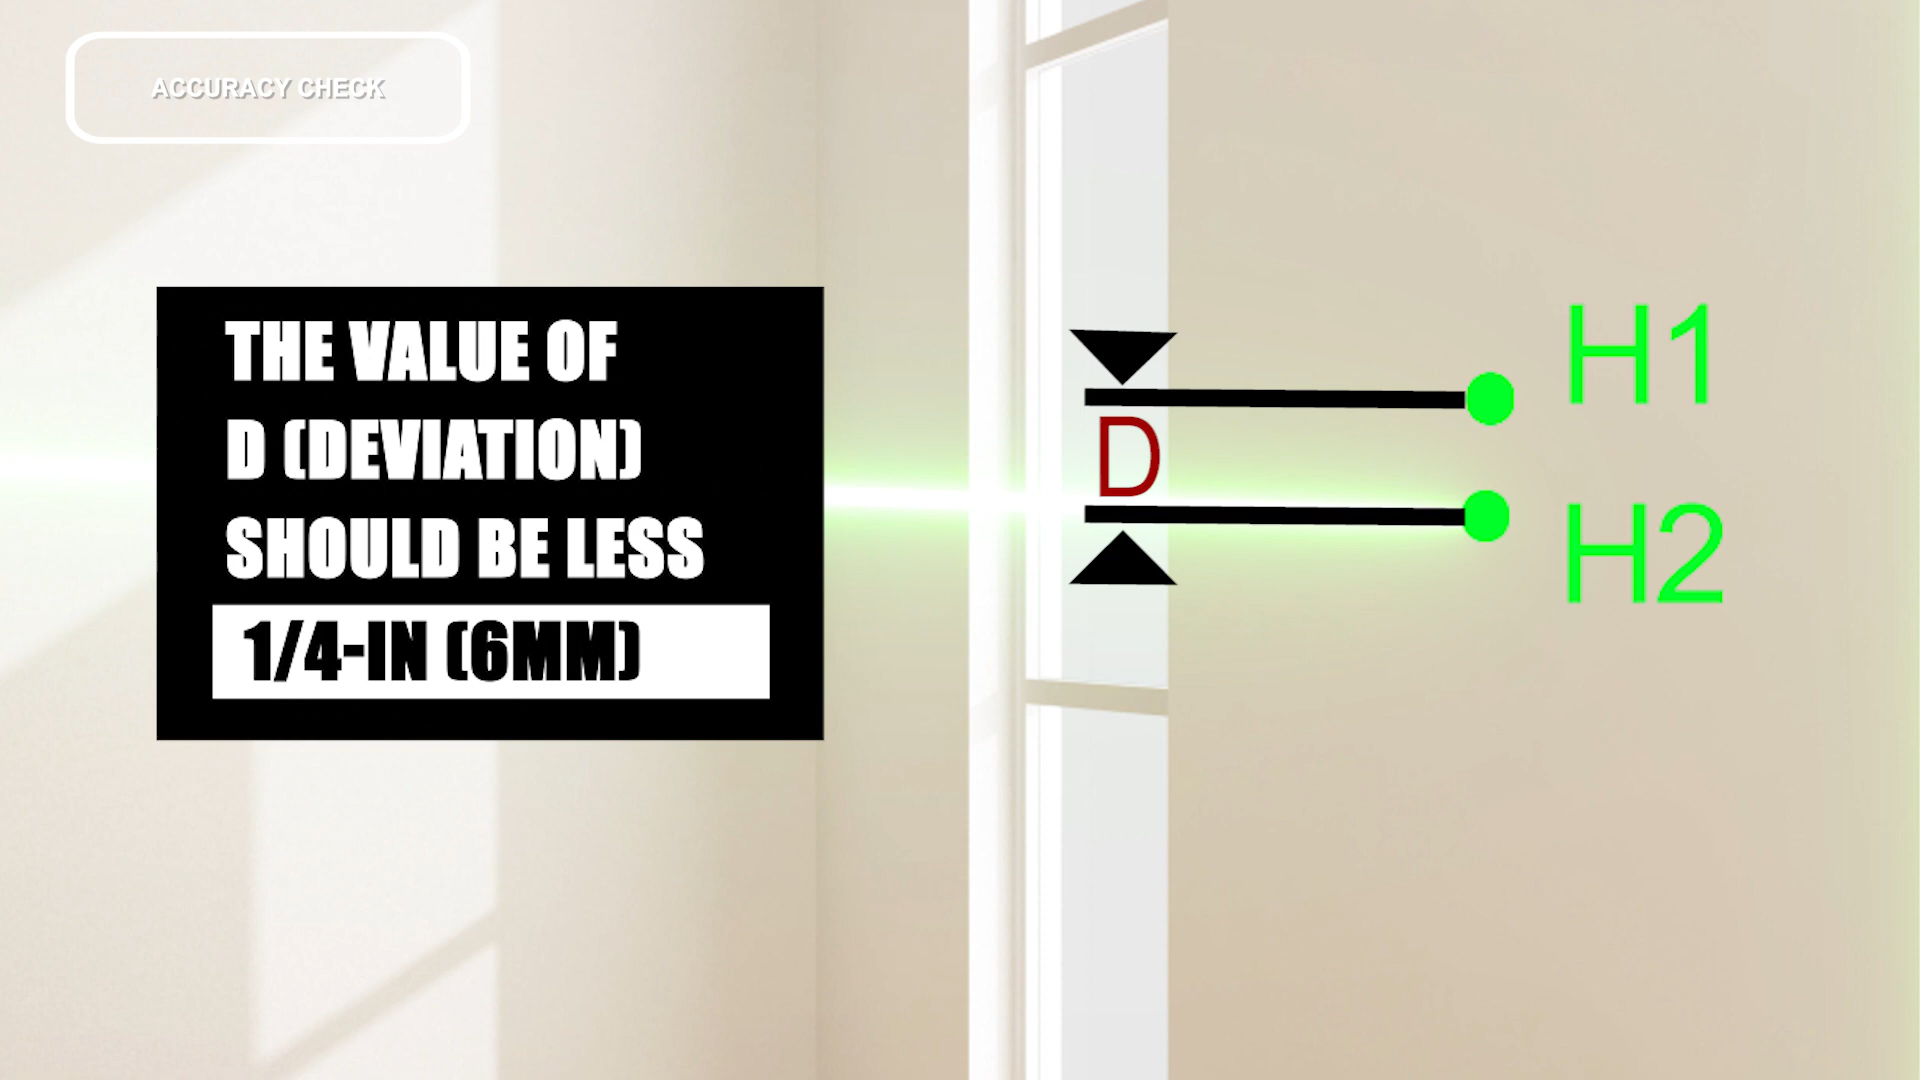 ACCURACY CHECK
THE VALUE OF
D (DEVIATION)
SHOULD BE LESS
1/4-IN (6MM)
H1
D
H2